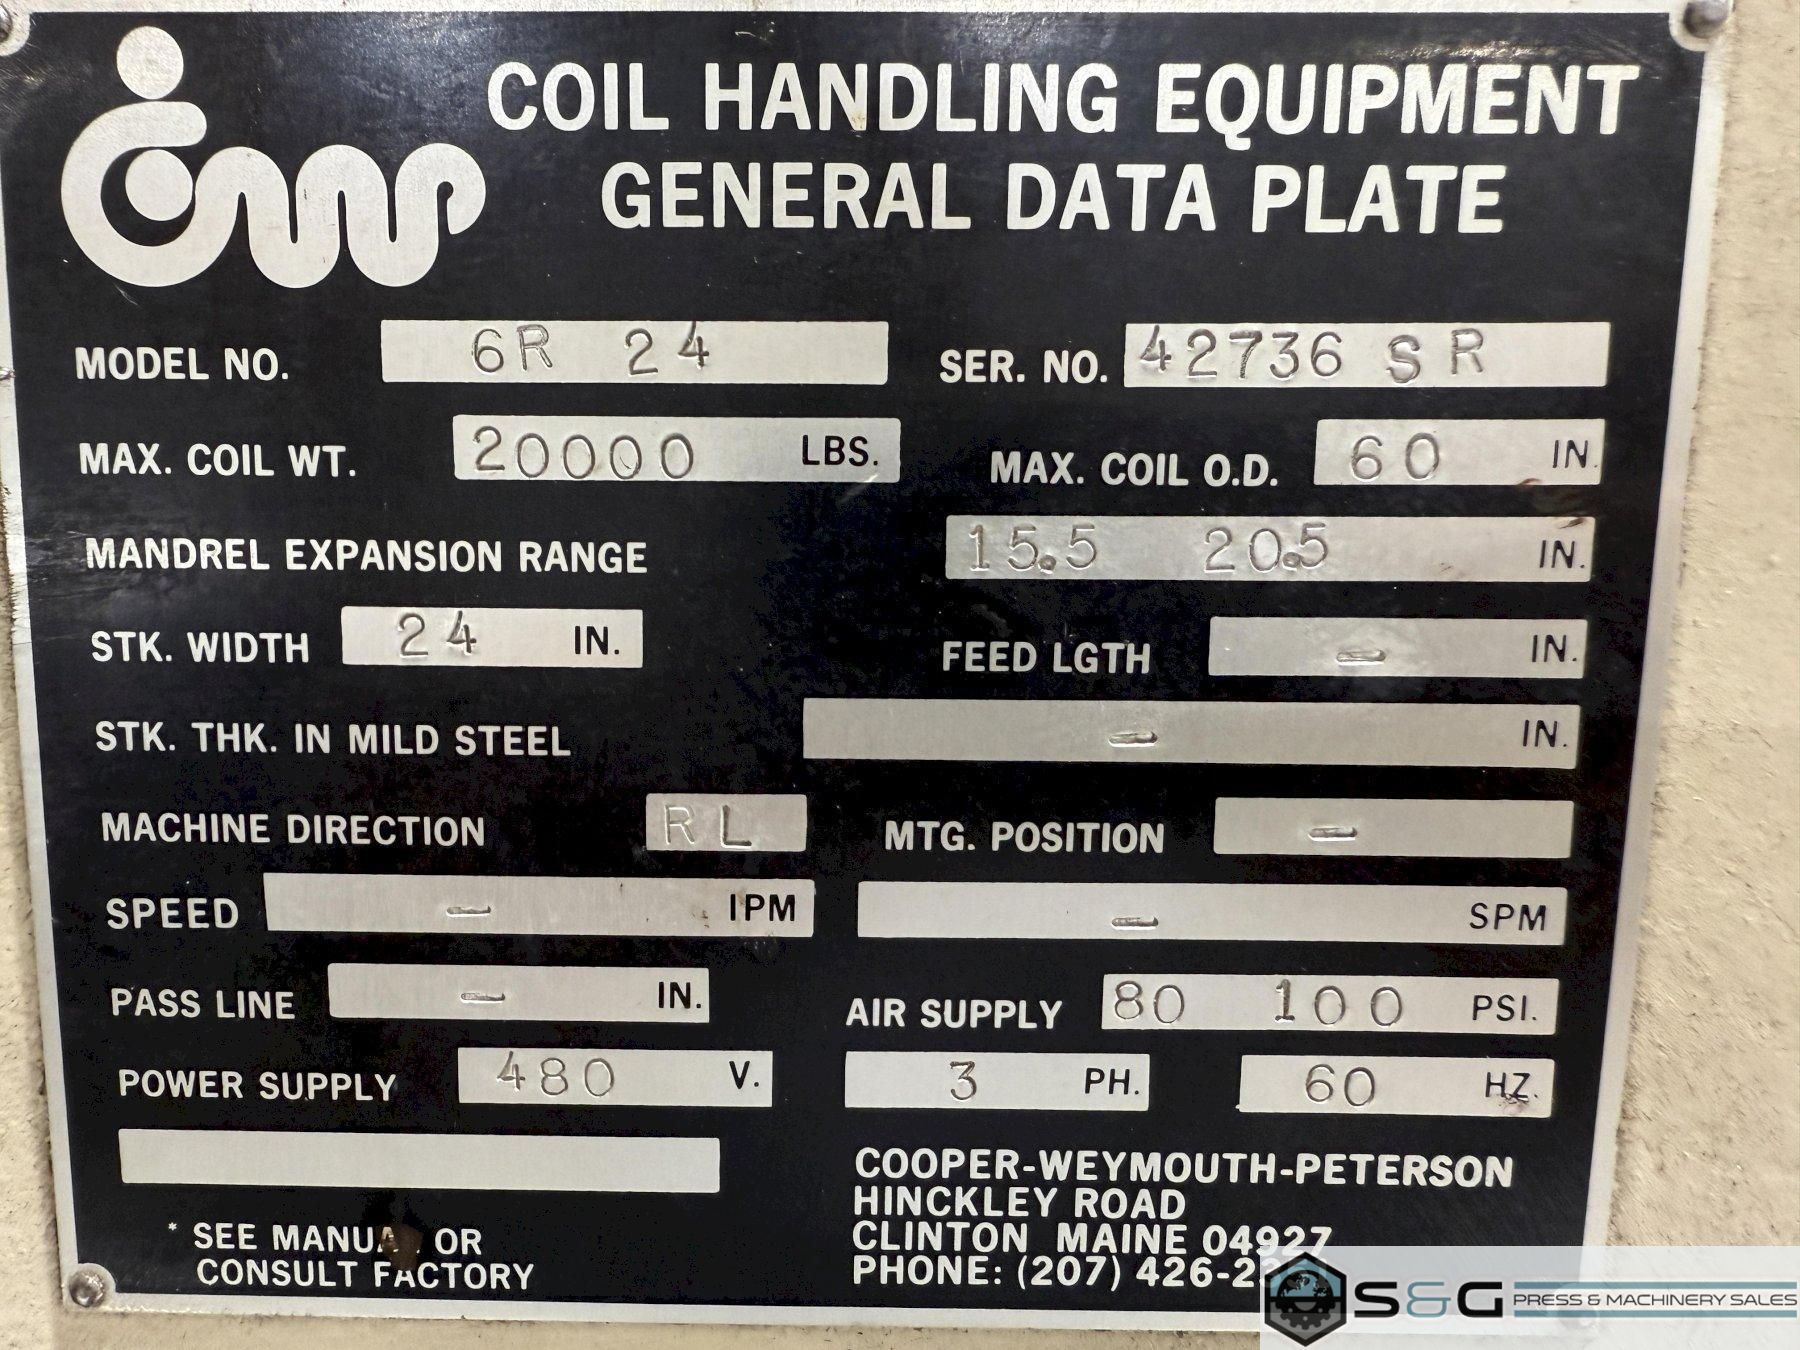 cwp COIL HANDLING EQUIPMENT
GENERAL DATA PLATE
MODEL NO. 6R 24 SER. NO. 42736 SR
MAX. COIL WT. 20000 LBS. MAX. COIL O.D. 60 IN.
MANDREL EXPANSION RANGE 15.5 20.5 IN.
STK. WIDTH 24 IN. FEED LGTH - IN.
STK. THK. IN MILD STEEL - IN.
MACHINE DIRECTION RL MTG. POSITION -
SPEED - IPM - SPM
PASS LINE - IN. AIR SUPPLY 80 100 PSI.
POWER SUPPLY 480 V. 3 PH. 60 HZ.
COOPER-WEYMOUTH-PETERSON
HINCKLEY ROAD
CLINTON MAINE 04927
PHONE: (207) 426-2
* SEE MANUAL OR
CONSULT FACTORY
S&G PRESS & MACHINERY SALES